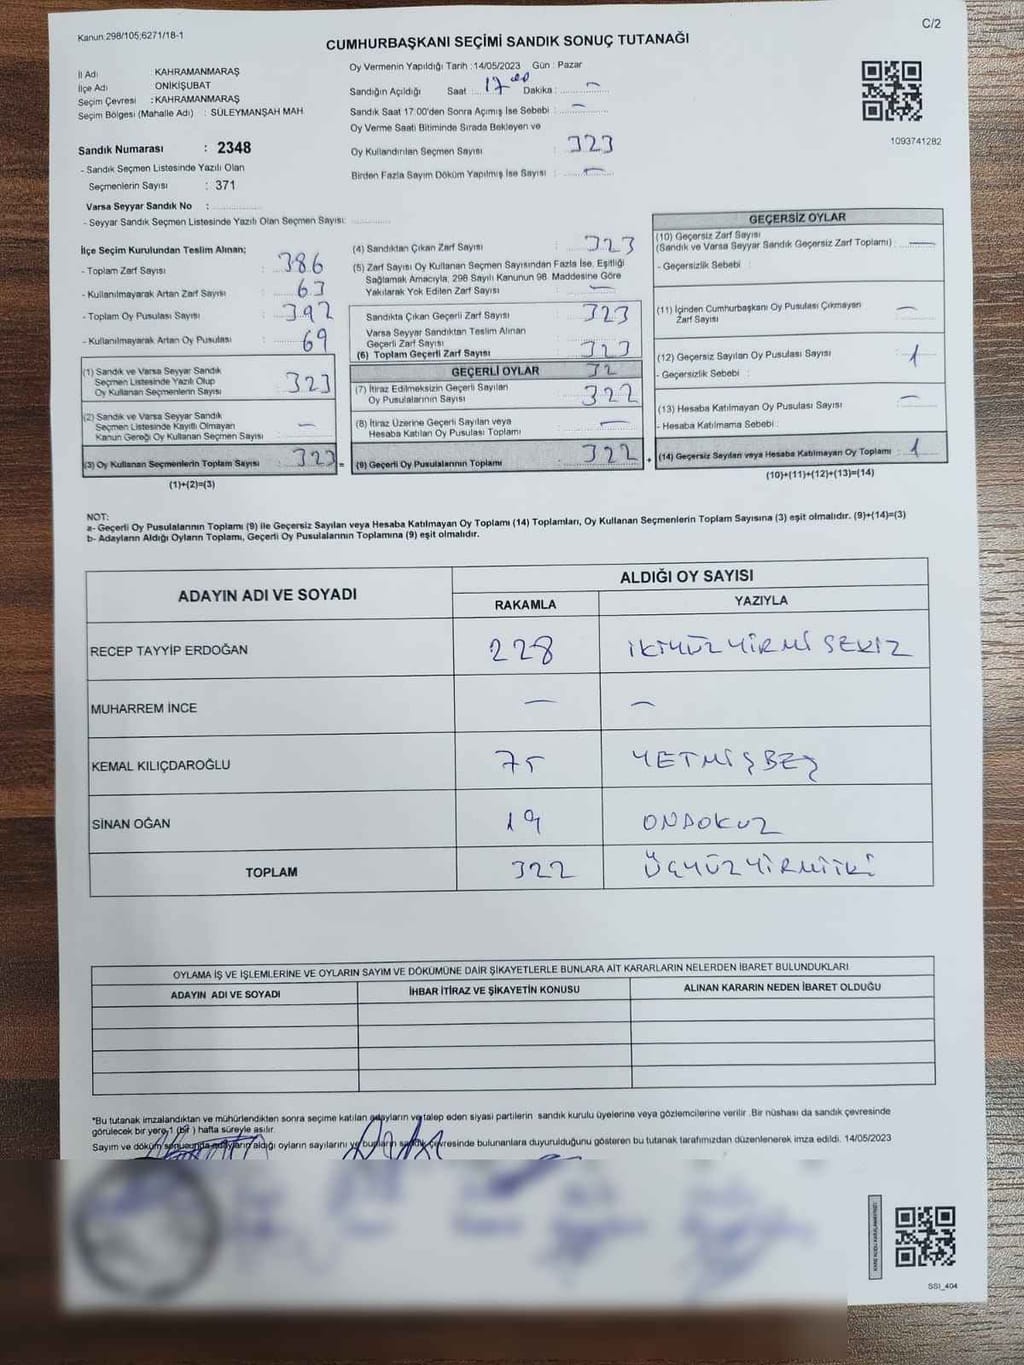 Kanun:298/105;6271/18-1
C/2
CUMHURBAŞKANI SEÇİMİ SANDIK SONUÇ TUTANAĞI
İl Adı KAHRAMANMARAŞ
İlçe Adı ONİKİŞUBAT
Seçim Çevresi : KAHRAMANMARAŞ
Seçim Bölgesi (Mahalle Adı) : SÜLEYMANŞAH MAH.
Sandık Numarası : 2348
- Sandık Seçmen Listesinde Yazılı Olan
Seçmenlerin Sayısı : 371
Varsa Seyyar Sandık No :
- Seyyar Sandık Seçmen Listesinde Yazılı Olan Seçmen Sayısı:
Oy Vermenin Yapıldığı Tarih :14/05/2023 Gün : Pazar
Sandığın Açıldığı Saat : 17 00 Dakika : —
Sandık Saat 17:00'den Sonra Açımış İse Sebebi : —
Oy Verme Saati Bitiminde Sırada Bekleyen ve
Oy Kullandırılan Seçmen Sayısı : 323
Birden Fazla Sayım Döküm Yapılmış İse Sayısı : —
1093741282
İlçe Seçim Kurulundan Teslim Alınan;
- Toplam Zarf Sayısı : 386
- Kullanılmayarak Artan Zarf Sayısı : 63
- Toplam Oy Pusulası Sayısı : 392
- Kullanılmayarak Artan Oy Pusulası : 69
(1) Sandık ve Varsa Seyyar Sandık
Seçmen Listesinde Yazılı Olup
Oy Kullanan Seçmenlerin Sayısı : 323
(2) Sandık ve Varsa Seyyar Sandık
Seçmen Listesinde Kayıtlı Olmayan
Kanun Gereği Oy Kullanan Seçmen Sayısı : —
(3) Oy Kullanan Seçmenlerin Toplam Sayısı : 323 =
(1)+(2)=(3)
(4) Sandıktan Çıkan Zarf Sayısı : 323
(5) Zarf Sayısı Oy Kullanan Seçmen Sayısından Fazla İse, Eşitliği
Sağlamak Amacıyla, 298 Sayılı Kanunun 98. Maddesine Göre
Yakılarak Yok Edilen Zarf Sayısı : —
Sandıkta Çıkan Geçerli Zarf Sayısı : 323
Varsa Seyyar Sandıktan Teslim Alınan
Geçerli Zarf Sayısı
(6) Toplam Geçerli Zarf Sayısı : 323
GEÇERLİ OYLAR 32
(7) İtiraz Edilmeksizin Geçerli Sayılan
Oy Pusulalarının Sayısı : 322
(8) İtiraz Üzerine Geçerli Sayılan veya
Hesaba Katılan Oy Pusulası Toplamı : —
(9) Geçerli Oy Pusulalarının Toplamı : 322 +
GEÇERSİZ OYLAR
(10) Geçersiz Zarf Sayısı
(Sandık ve Varsa Seyyar Sandık Geçersiz Zarf Toplamı) : —
- Geçersizlik Sebebi :
(11) İçinden Cumhurbaşkanı Oy Pusulası Çıkmayan
Zarf Sayısı : —
(12) Geçersiz Sayılan Oy Pusulası Sayısı : 1
- Geçersizlik Sebebi :
(13) Hesaba Katılmayan Oy Pusulası Sayısı : —
- Hesaba Katılmama Sebebi :
(14) Geçersiz Sayılan veya Hesaba Katılmayan Oy Toplamı : 1
(10)+(11)+(12)+(13)=(14)
NOT:
a- Geçerli Oy Pusulalarının Toplamı (9) ile Geçersiz Sayılan veya Hesaba Katılmayan Oy Toplamı (14) Toplamları, Oy Kullanan Seçmenlerin Toplam Sayısına (3) eşit olmalıdır. (9)+(14)=(3)
b- Adayların Aldığı Oyların Toplamı, Geçerli Oy Pusulalarının Toplamına (9) eşit olmalıdır.
ADAYIN ADI VE SOYADI
ALDIĞI OY SAYISI
RAKAMLA YAZIYLA
RECEP TAYYİP ERDOĞAN 228 İKİYÜZYİRMİ SEKİZ
MUHARREM İNCE — —
KEMAL KILIÇDAROĞLU 75 YETMİŞBEŞ
SİNAN OĞAN 19 ONDOKUZ
TOPLAM 322 ÜÇYÜZYİRMİİKİ
OYLAMA İŞ VE İŞLEMLERİNE VE OYLARIN SAYIM VE DÖKÜMÜNE DAİR ŞİKAYETLERLE BUNLARA AİT KARARLARIN NELERDEN İBARET BULUNDUKLARI
ADAYIN ADI VE SOYADI İHBAR İTİRAZ VE ŞİKAYETİN KONUSU ALINAN KARARIN NEDEN İBARET OLDUĞU
*Bu tutanak imzalandıktan ve mühürlendikten sonra seçime katılan adayların ve talep eden siyasi partilerin sandık kurulu üyelerine veya gözlemcilerine verilir .Bir nüshası da sandık çevresinde
görülecek bir yere 1 (bir ) hafta süreyle asılır.
Sayım ve döküm sonucunda adayların aldığı oyların sayılarını ve bunların sandık çevresinde bulunanlara duyurulduğunu gösteren bu tutanak tarafımızdan düzenlenerek imza edildi. 14/05/2023
SSI_404